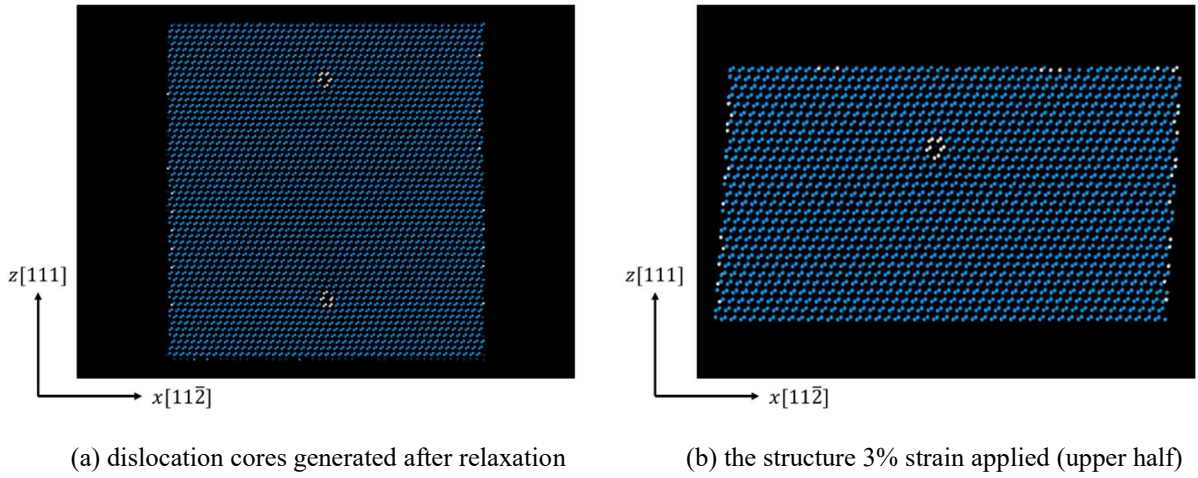 z[111]
x[112̅]
(a) dislocation cores generated after relaxation
z[111]
x[112̅]
(b) the structure 3% strain applied (upper half)